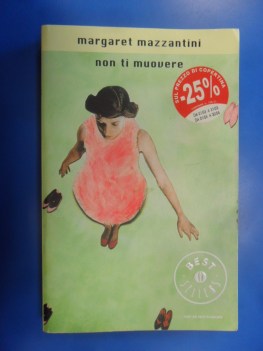 margaret mazzantini
non ti muovere
SUL PREZZO DI COPERTINA
-25%
BEST
SELLERS